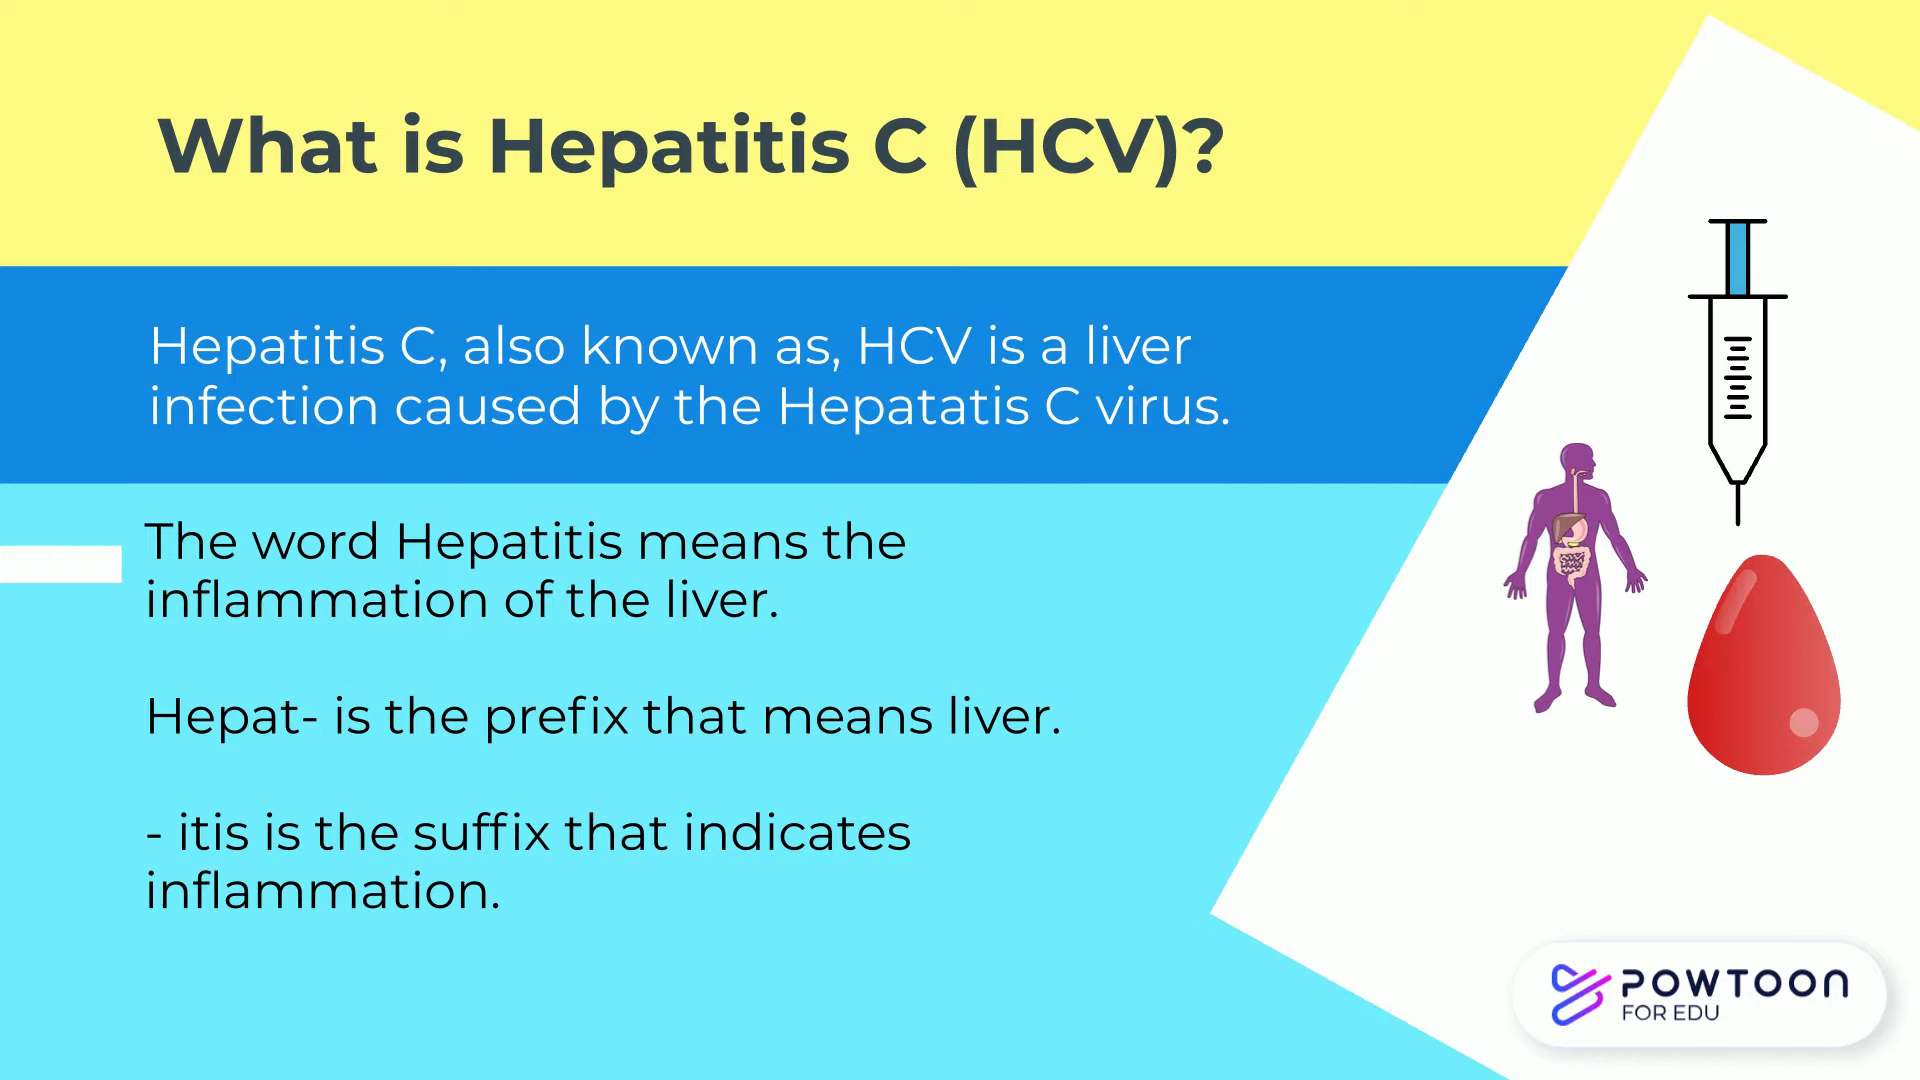 What is Hepatitis C (HCV)?
Hepatitis C, also known as, HCV is a liver
infection caused by the Hepatatis C virus.
The word Hepatitis means the
inflammation of the liver.
Hepat- is the prefix that means liver.
- itis is the suffix that indicates
inflammation.
POWTOON
FOR EDU